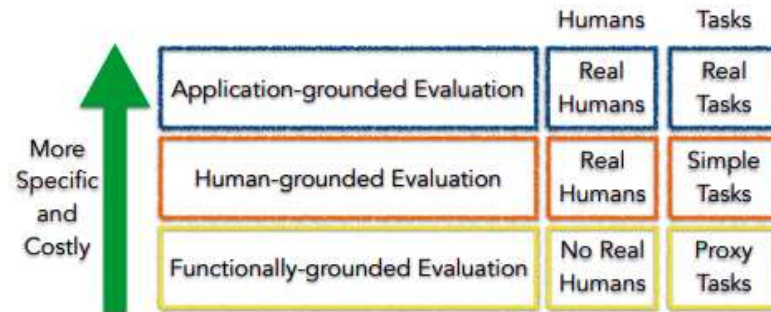 Humans Tasks
Application-grounded Evaluation
Real
Humans
Real
Tasks
More
Specific
and
Costly
Human-grounded Evaluation
Real
Humans
Simple
Tasks
Functionally-grounded Evaluation
No Real
Humans
Proxy
Tasks